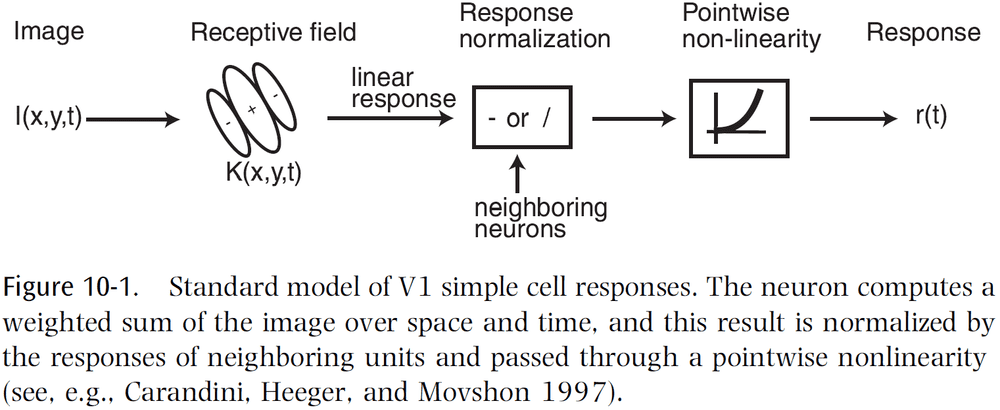 Image
Receptive field
Response
normalization
Pointwise
non-linearity
Response
I(x,y,t)
- + -
K(x,y,t)
linear
response
- or /
neighboring
neurons
r(t)
Figure 10-1. Standard model of V1 simple cell responses. The neuron computes a
weighted sum of the image over space and time, and this result is normalized by
the responses of neighboring units and passed through a pointwise nonlinearity
(see, e.g., Carandini, Heeger, and Movshon 1997).